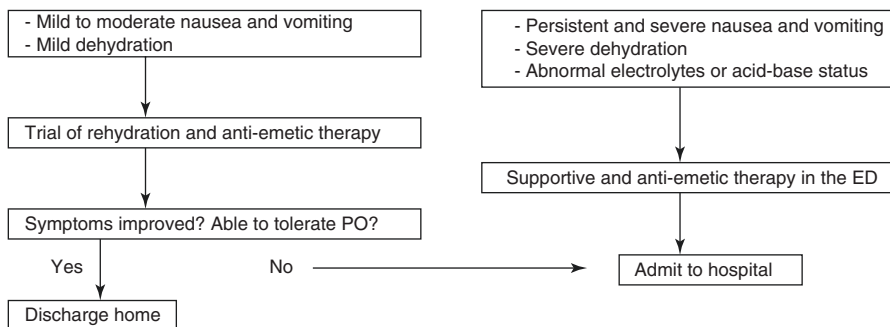 - Mild to moderate nausea and vomiting
- Mild dehydration
Trial of rehydration and anti-emetic therapy
Symptoms improved? Able to tolerate PO?
Yes
No
Discharge home
- Persistent and severe nausea and vomiting
- Severe dehydration
- Abnormal electrolytes or acid-base status
Supportive and anti-emetic therapy in the ED
Admit to hospital